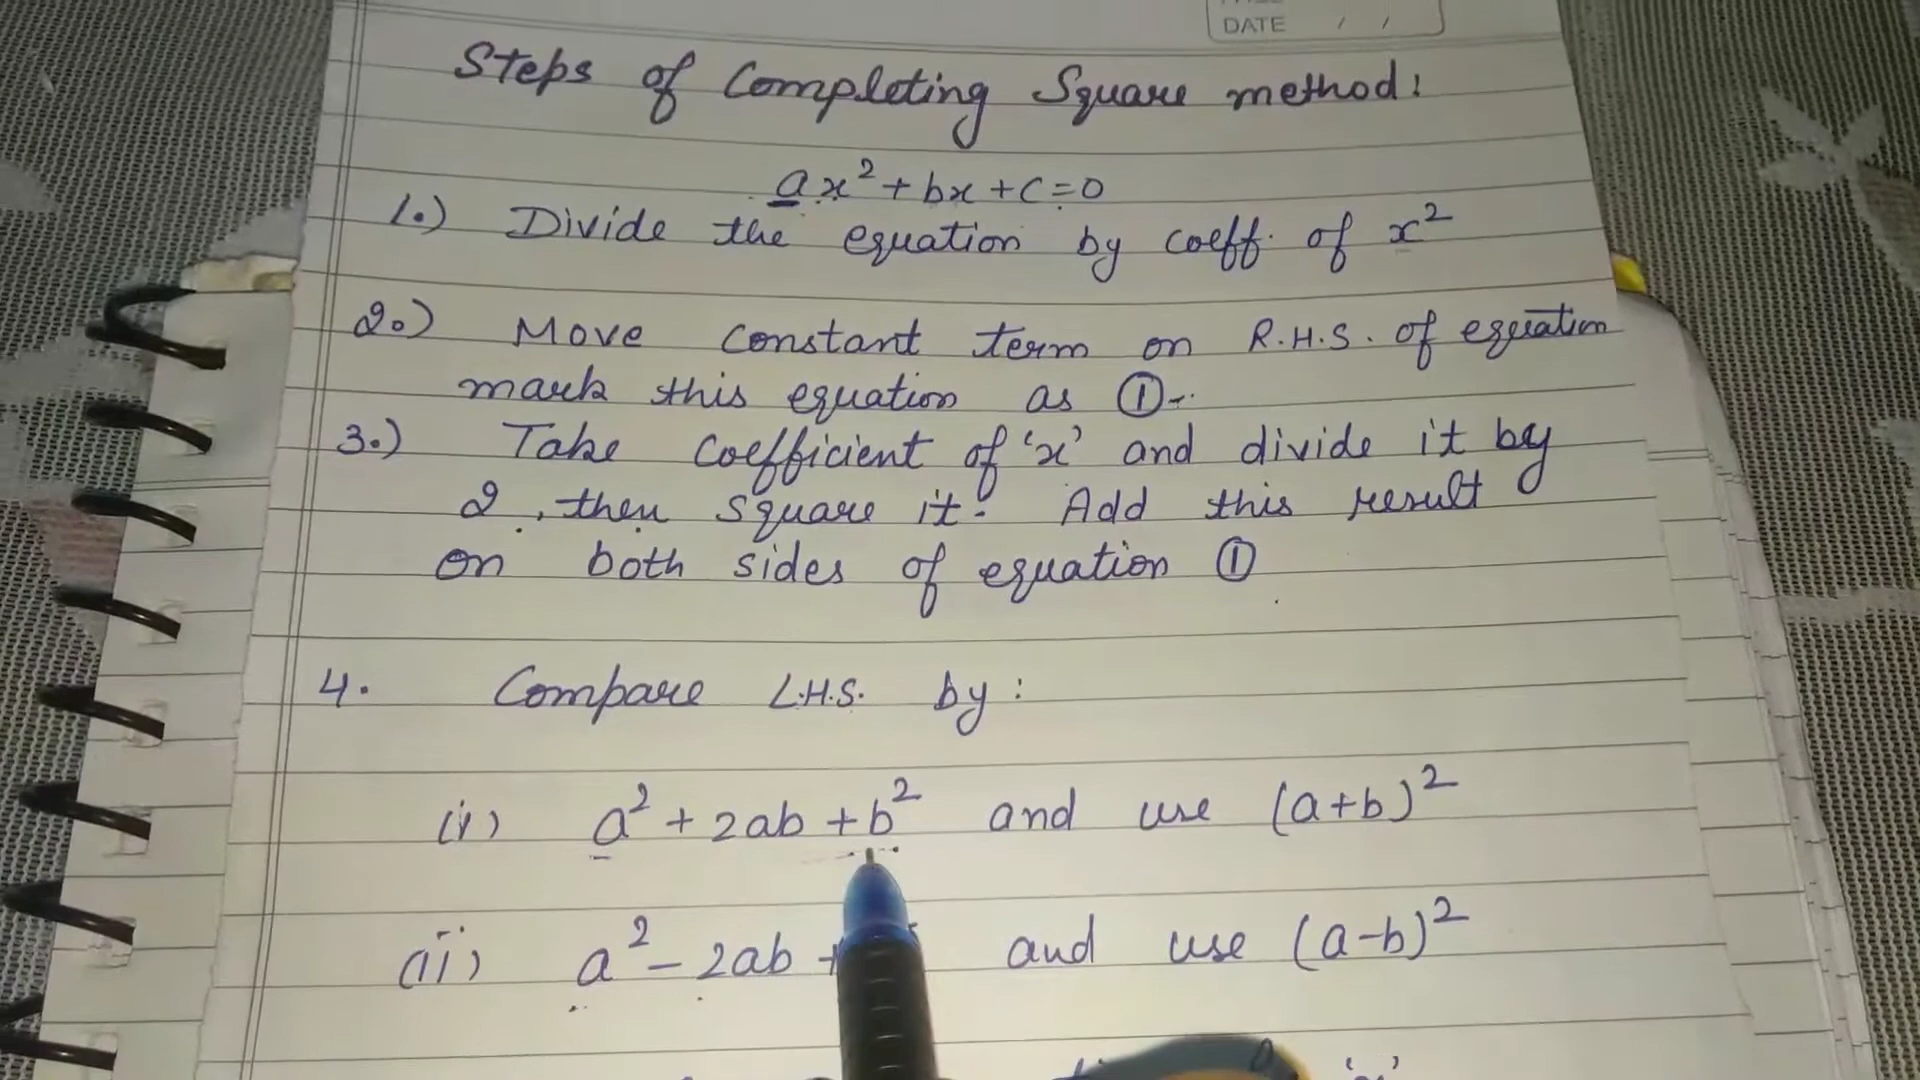 DATE / /
Steps of Completing Square method:
ax² + bx + c = 0
1.) Divide the equation by coeff. of x²
2.) Move constant term on R.H.S. of equation
mark this equation as ①
3.) Take coefficient of 'x' and divide it by
2, then square it. Add this result
on both sides of equation ①
4. Compare L.H.S. by:
(i) a² + 2ab + b² and use (a+b)²
(ii) a² - 2ab + and use (a-b)²
'x'